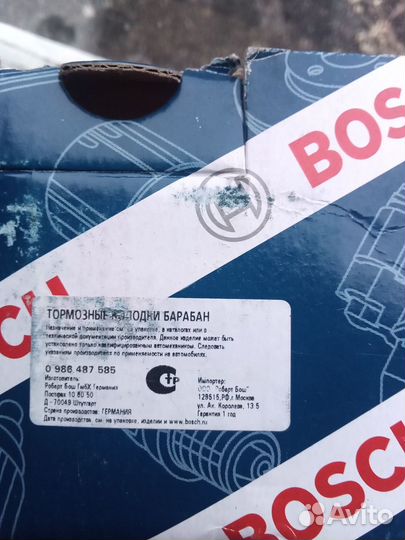 BOSCH
ТОРМОЗНЫЕ КОЛОДКИ БАРАБАН
Назначение и применение см. на упаковке, в каталогах или в
технической документации производителя. Данное изделие может быть
установлено только квалифицированным автомехаником. Следовать
указаниям производителя по применяемости на автомобилях.
0 986 487 585
Изготовитель:
Роберт Бош ГмбХ Германия
Постфах 10 60 50
Д -70049 Штутгарт
Страна производства: ГЕРМАНИЯ
Дата производства: см. на упаковке, изделии и www.bosch.ru
СТР
Импортер:
ООО "Роберт Бош"
129515,РФ,г Москва
ул. Ак. Королева, 13 5
Гарантия 1 год
BOSCH
BOSCH
Avito